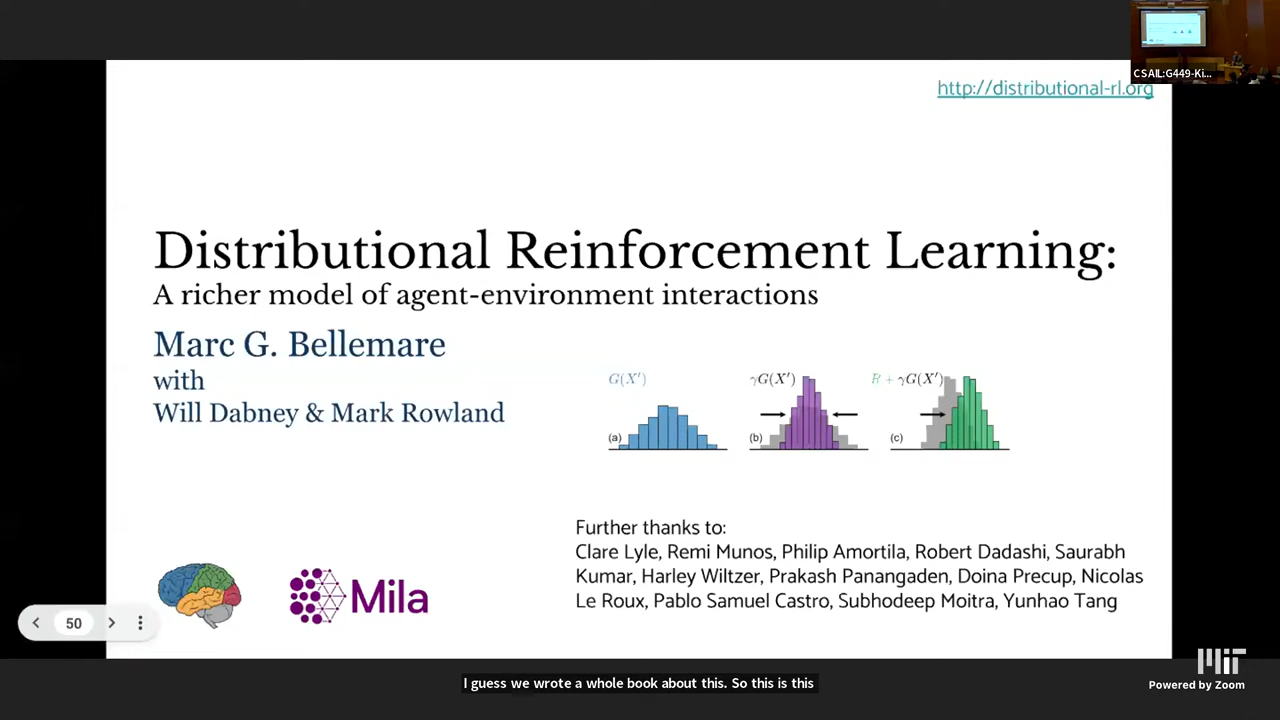 CSAIL:G449-Ki...
http://distributional-rl.org
Distributional Reinforcement Learning:
A richer model of agent-environment interactions
Marc G. Bellemare
with
Will Dabney & Mark Rowland
G(X′)
γG(X′)
R + γG(X′)
(a)
(b)
(c)
Further thanks to:
Clare Lyle, Remi Munos, Philip Amortila, Robert Dadashi, Saurabh
Kumar, Harley Wiltzer, Prakash Panangaden, Doina Precup, Nicolas
Le Roux, Pablo Samuel Castro, Subhodeep Moitra, Yunhao Tang
Mila
50
I guess we wrote a whole book about this. So this is this
MIT
Powered by Zoom